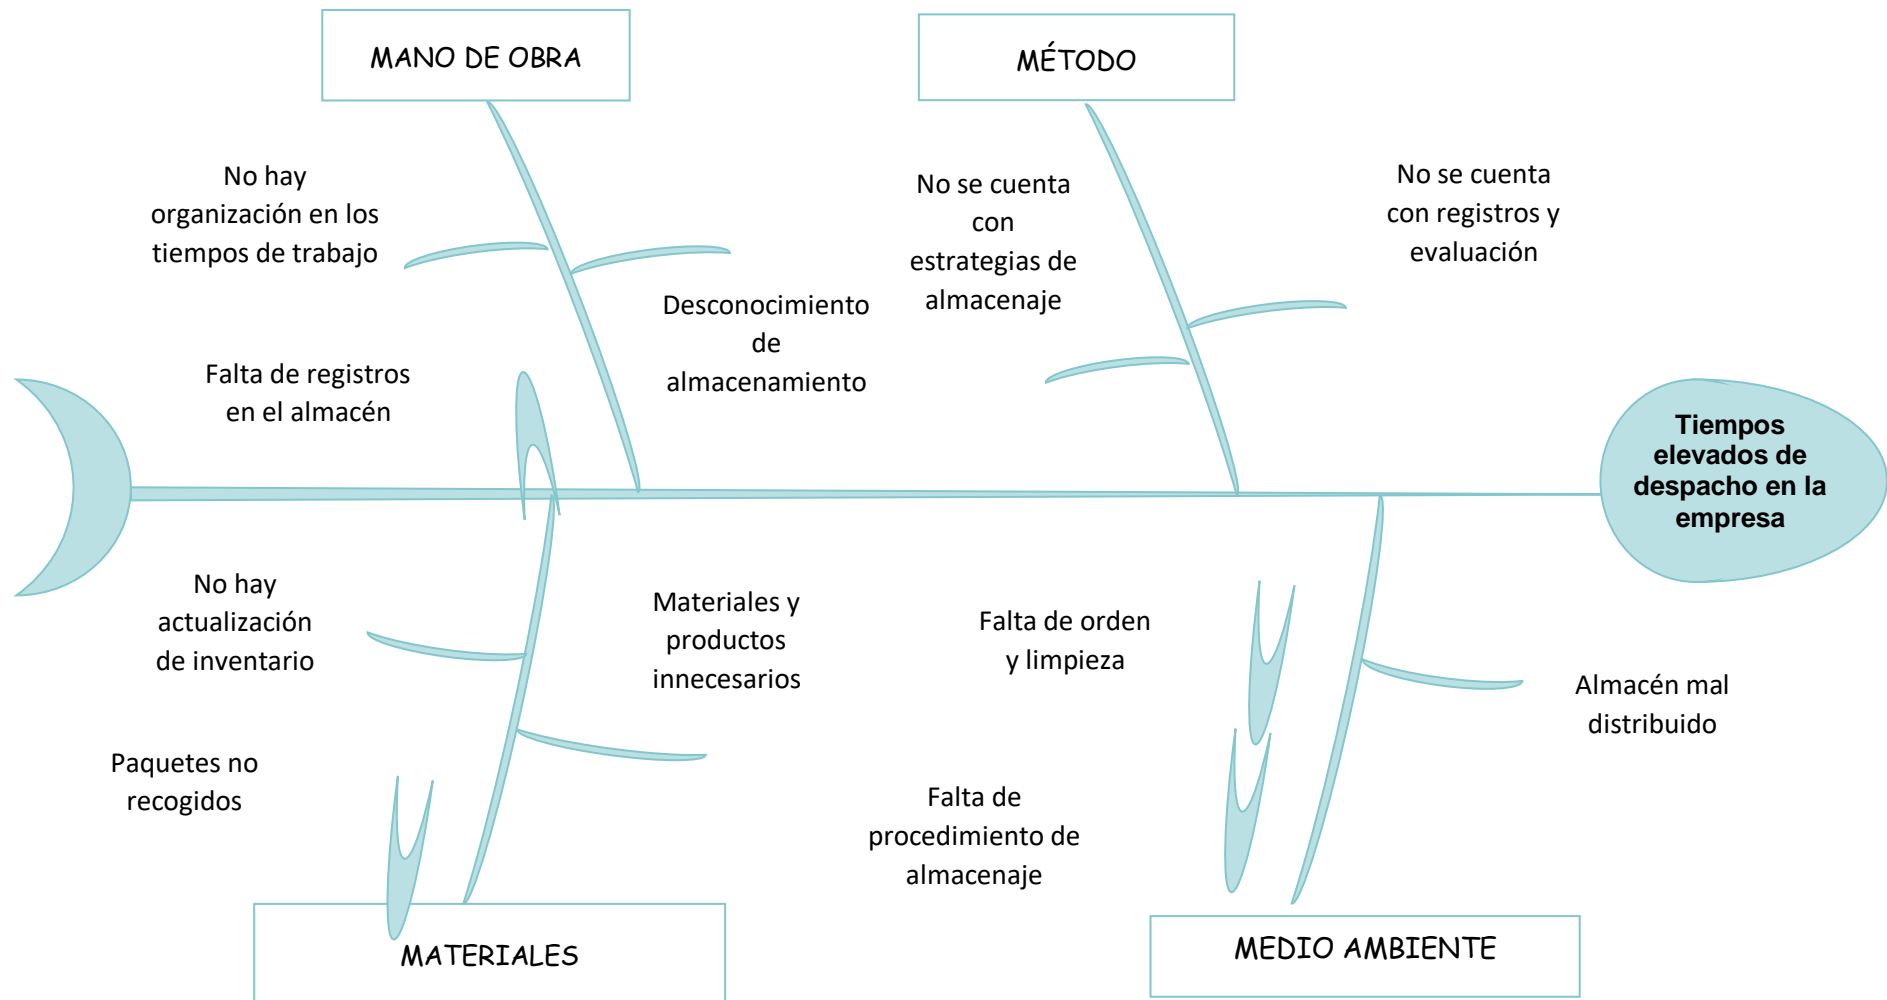 MANO DE OBRA
MÉTODO
No hay
organización en los
tiempos de trabajo
Desconocimiento
de
almacenamiento
No se cuenta
con
estrategias de
almacenaje
No se cuenta
con registros y
evaluación
Falta de registros
en el almacén
Tiempos
elevados de
despacho en la
empresa
No hay
actualización
de inventario
Materiales y
productos
innecesarios
Falta de orden
y limpieza
Almacén mal
distribuido
Paquetes no
recogidos
Falta de
procedimiento de
almacenaje
MATERIALES
MEDIO AMBIENTE